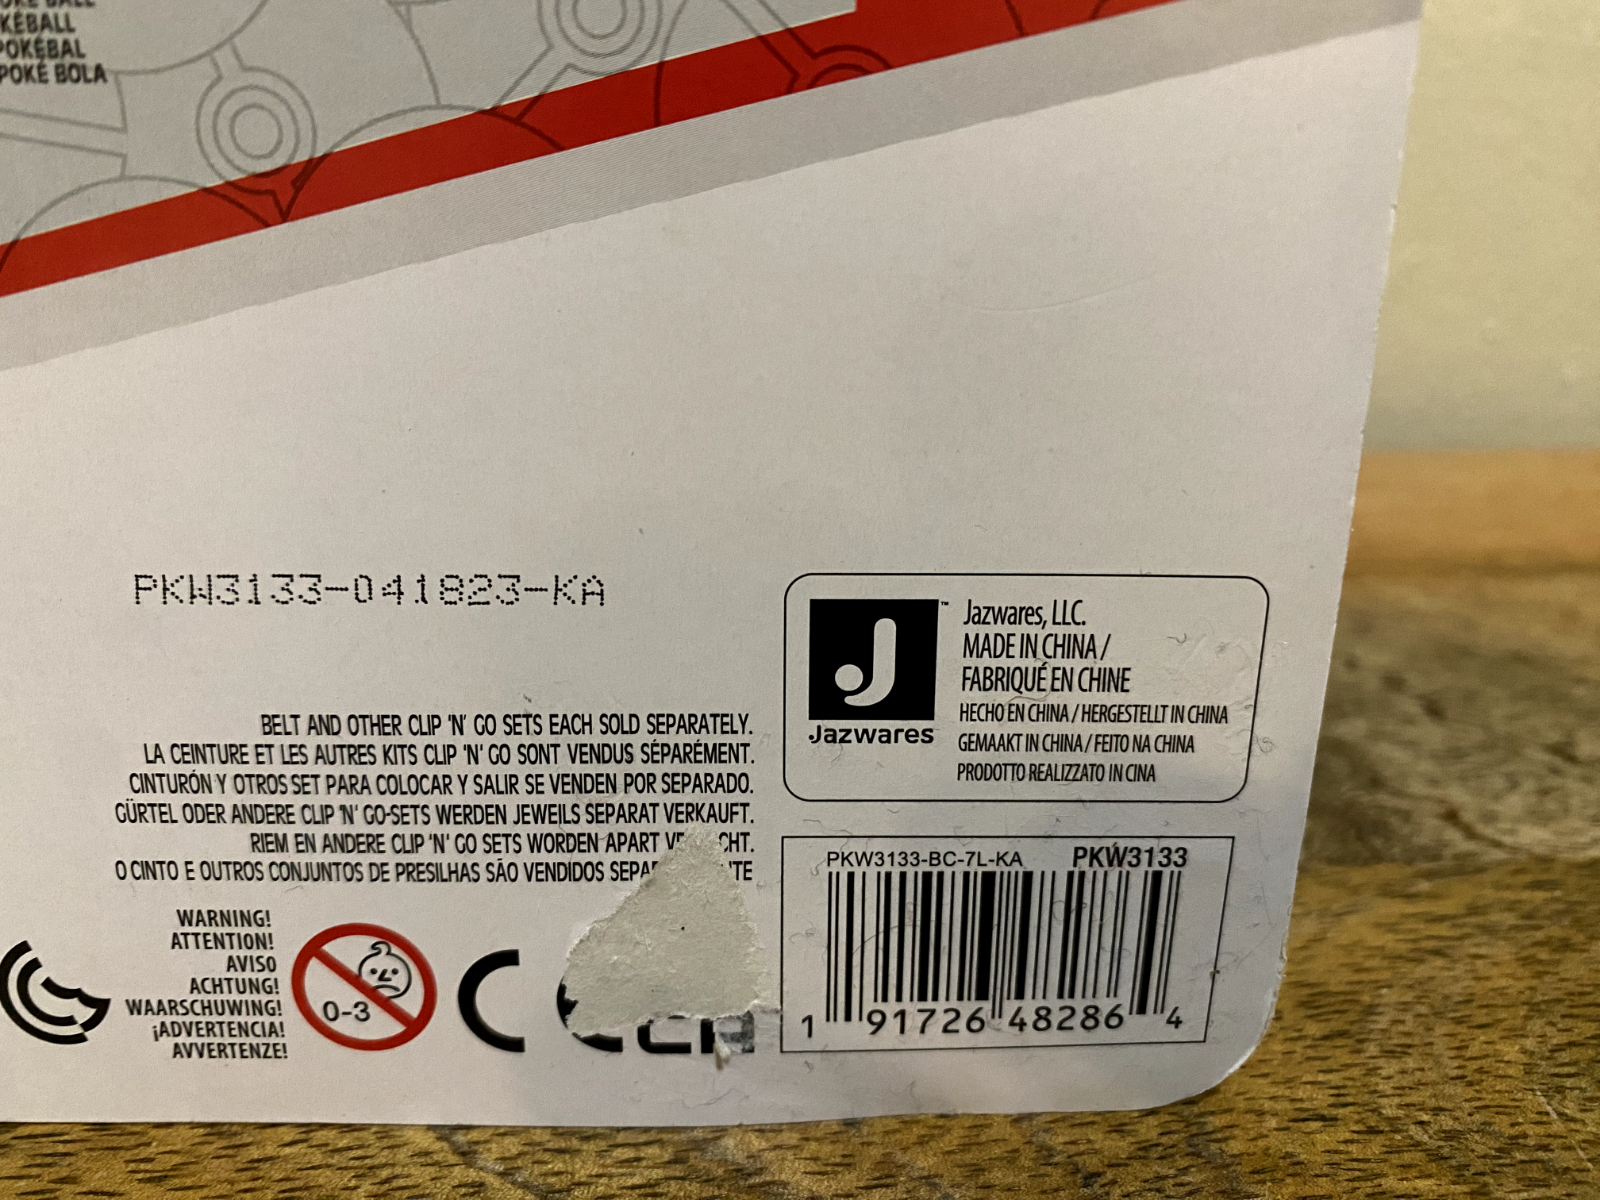 KÉBALL
POKÉBAL
POKÉ BOLA
PKW3133-041823-KA
BELT AND OTHER CLIP 'N' GO SETS EACH SOLD SEPARATELY.
LA CEINTURE ET LES AUTRES KITS CLIP 'N' GO SONT VENDUS SÉPARÉMENT.
CINTURÓN Y OTROS SET PARA COLOCAR Y SALIR SE VENDEN POR SEPARADO.
GÜRTEL ODER ANDERE CLIP 'N' GO-SETS WERDEN JEWEILS SEPARAT VERKAUFT.
RIEM EN ANDERE CLIP 'N' GO SETS WORDEN APART
O CINTO E OUTROS CONJUNTOS DE PRESILHAS SÃO VENDIDOS
WARNING!
ATTENTION!
AVISO
ACHTUNG!
WAARSCHUWING!
¡ADVERTENCIA!
AVVERTENZE!
0-3
J™
Jazwares
Jazwares, LLC.
MADE IN CHINA /
FABRIQUÉ EN CHINE
HECHO EN CHINA / HERGESTELLT IN CHINA
GEMAAKT IN CHINA / FEITO NA CHINA
PRODOTTO REALIZZATO IN CINA
PKW3133-BC-7L-KA PKW3133
1 91726 48286 4